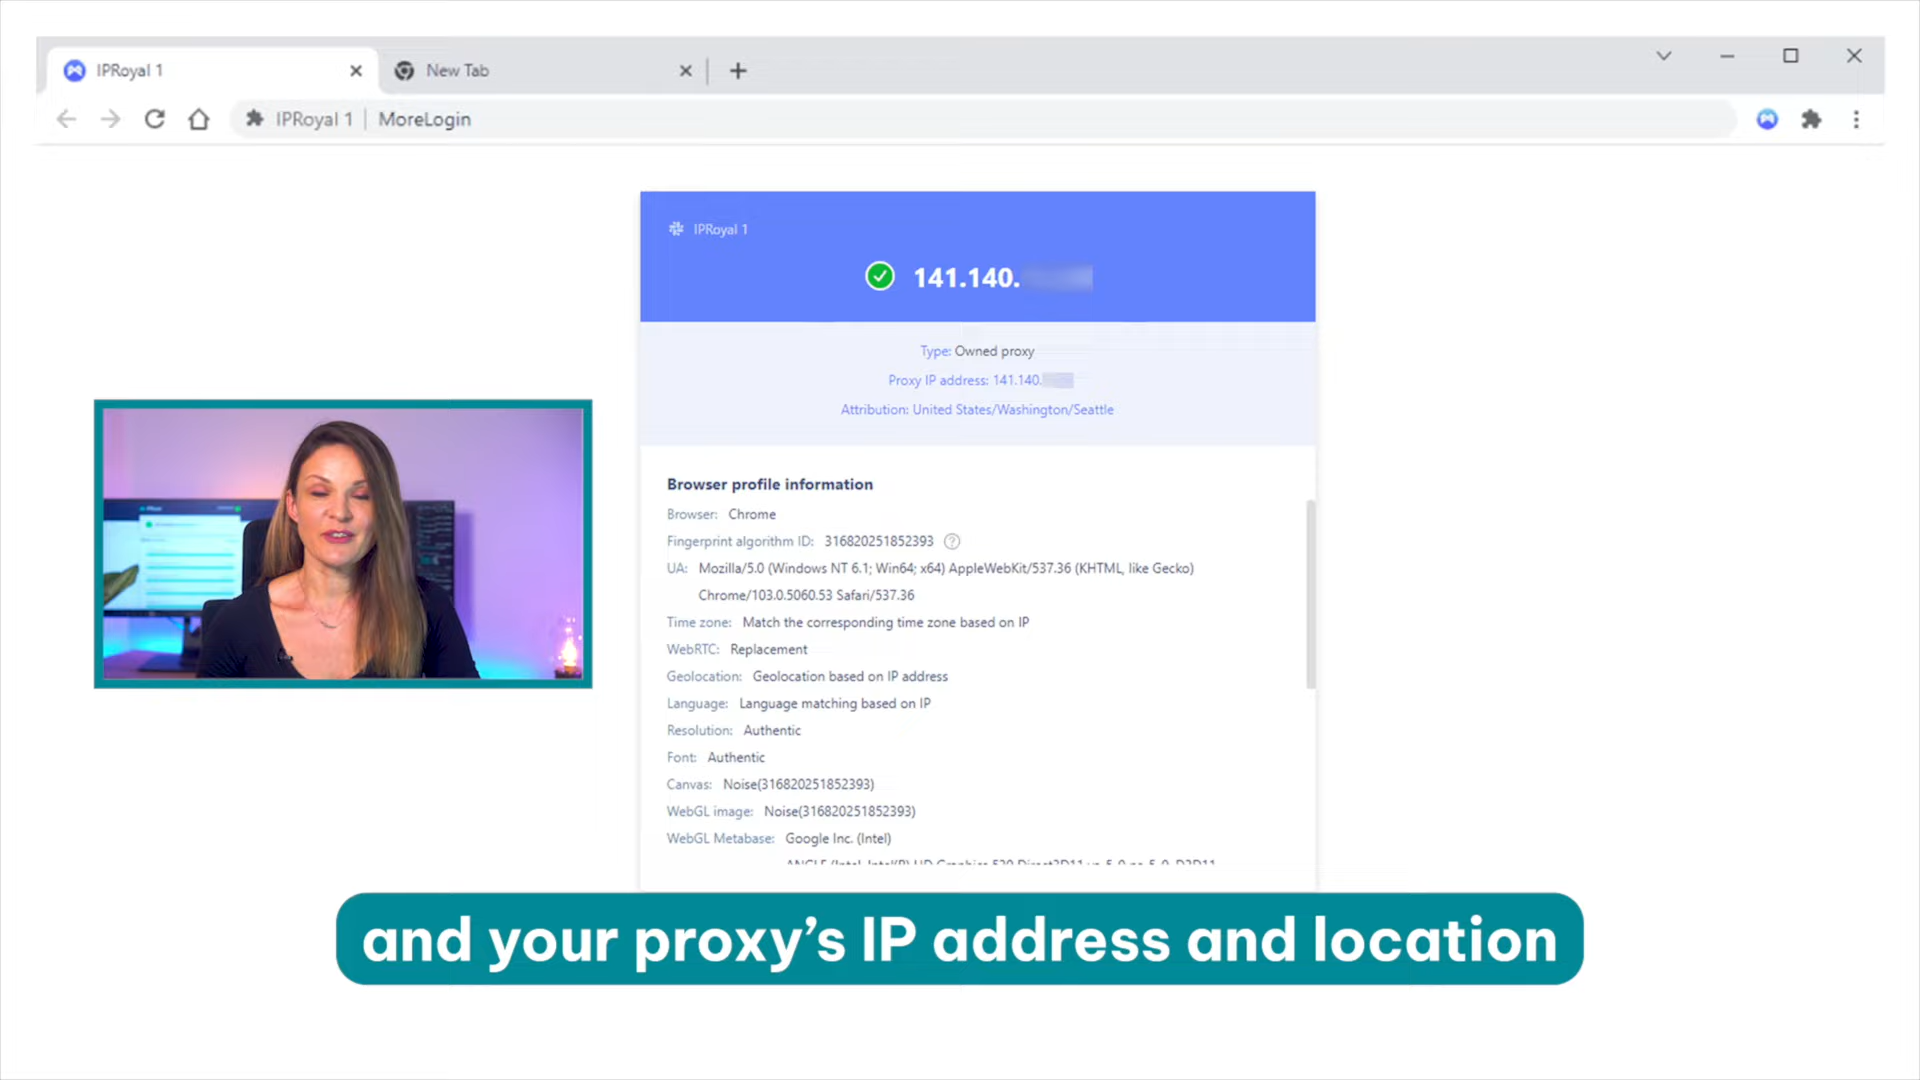 IPRoyal 1
New Tab
IPRoyal 1 | MoreLogin
IPRoyal 1
141.140.
Type: Owned proxy
Proxy IP address: 141.140.
Attribution: United States/Washington/Seattle
Browser profile information
Browser: Chrome
Fingerprint algorithm ID: 316820251852393
UA: Mozilla/5.0 (Windows NT 6.1; Win64; x64) AppleWebKit/537.36 (KHTML, like Gecko)
Chrome/103.0.5060.53 Safari/537.36
Time zone: Match the corresponding time zone based on IP
WebRTC: Replacement
Geolocation: Geolocation based on IP address
Language: Language matching based on IP
Resolution: Authentic
Font: Authentic
Canvas: Noise(316820251852393)
WebGL image: Noise(316820251852393)
WebGL Metabase: Google Inc. (Intel)
and your proxy’s IP address and location